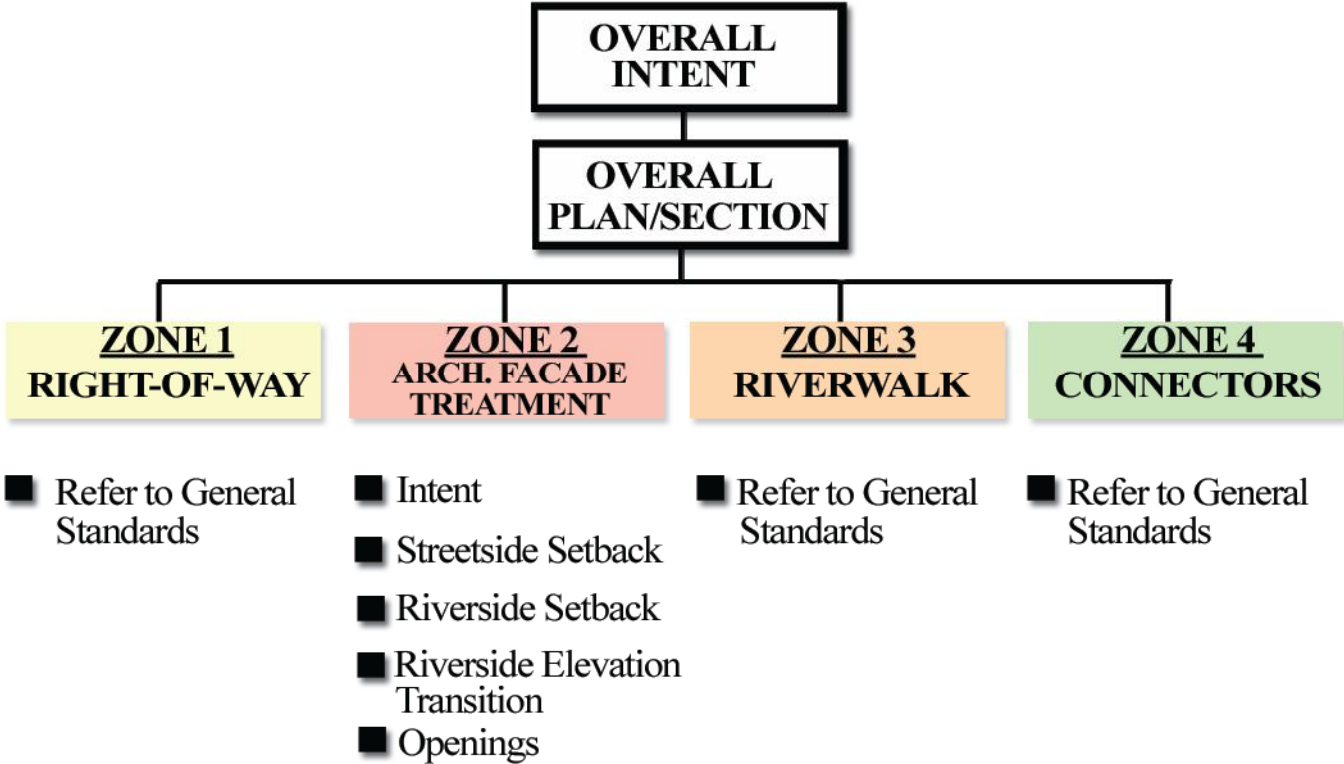 OVERALL
INTENT
OVERALL
PLAN/SECTION
ZONE 1
RIGHT-OF-WAY
ZONE 2
ARCH. FACADE
TREATMENT
ZONE 3
RIVERWALK
ZONE 4
CONNECTORS
Refer to General
Standards
Intent
Streetside Setback
Riverside Setback
Riverside Elevation
Transition
Openings
Refer to General
Standards
Refer to General
Standards